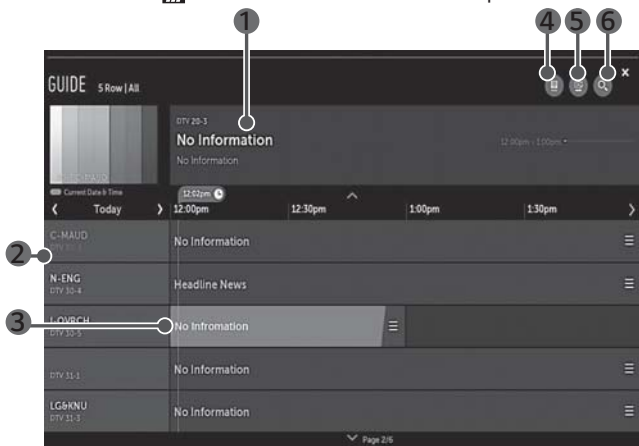 4 5 6
1
GUIDE 5 Row | All
×
DTV 20-3
No Information
12:00pm - 1:00pm
No Information
Current Date & Time
12:02pm
Today
12:00pm 12:30pm 1:00pm 1:30pm
C-MAUD
No Information
2
N-ENG
DTV 30-4
Headline News
3
DTV 30-5
No Infromation
DTV 31-1
No Information
LG&KNU
DTV 31-3
No Information
Page 2/6